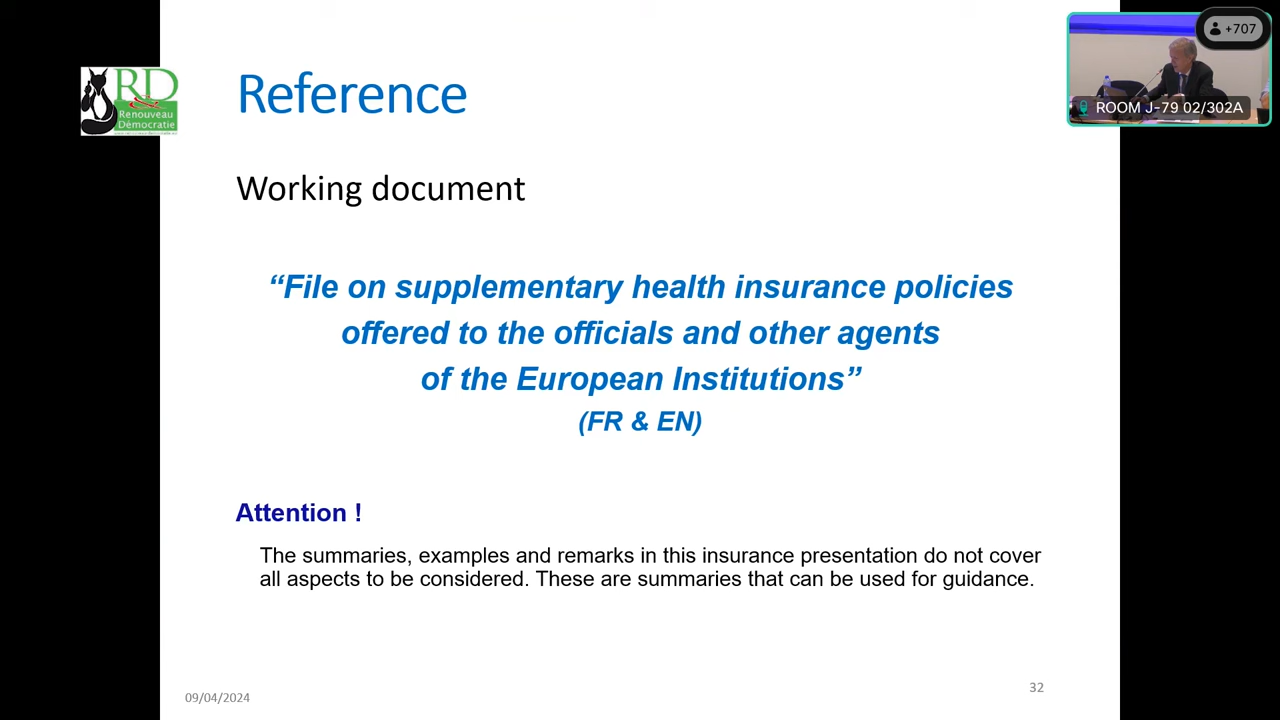 +707
ROOM J-79 02/302A
RD
Renouveau
Démocratie
Reference
Working document
“File on supplementary health insurance policies
offered to the officials and other agents
of the European Institutions”
(FR & EN)
Attention !
The summaries, examples and remarks in this insurance presentation do not cover
all aspects to be considered. These are summaries that can be used for guidance.
09/04/2024
32